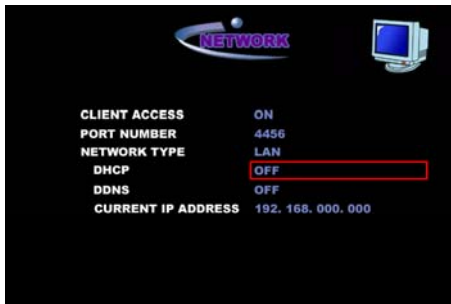 NETWORK
CLIENT ACCESS ON
PORT NUMBER 4456
NETWORK TYPE LAN
DHCP OFF
DDNS OFF
CURRENT IP ADDRESS 192. 168. 000. 000